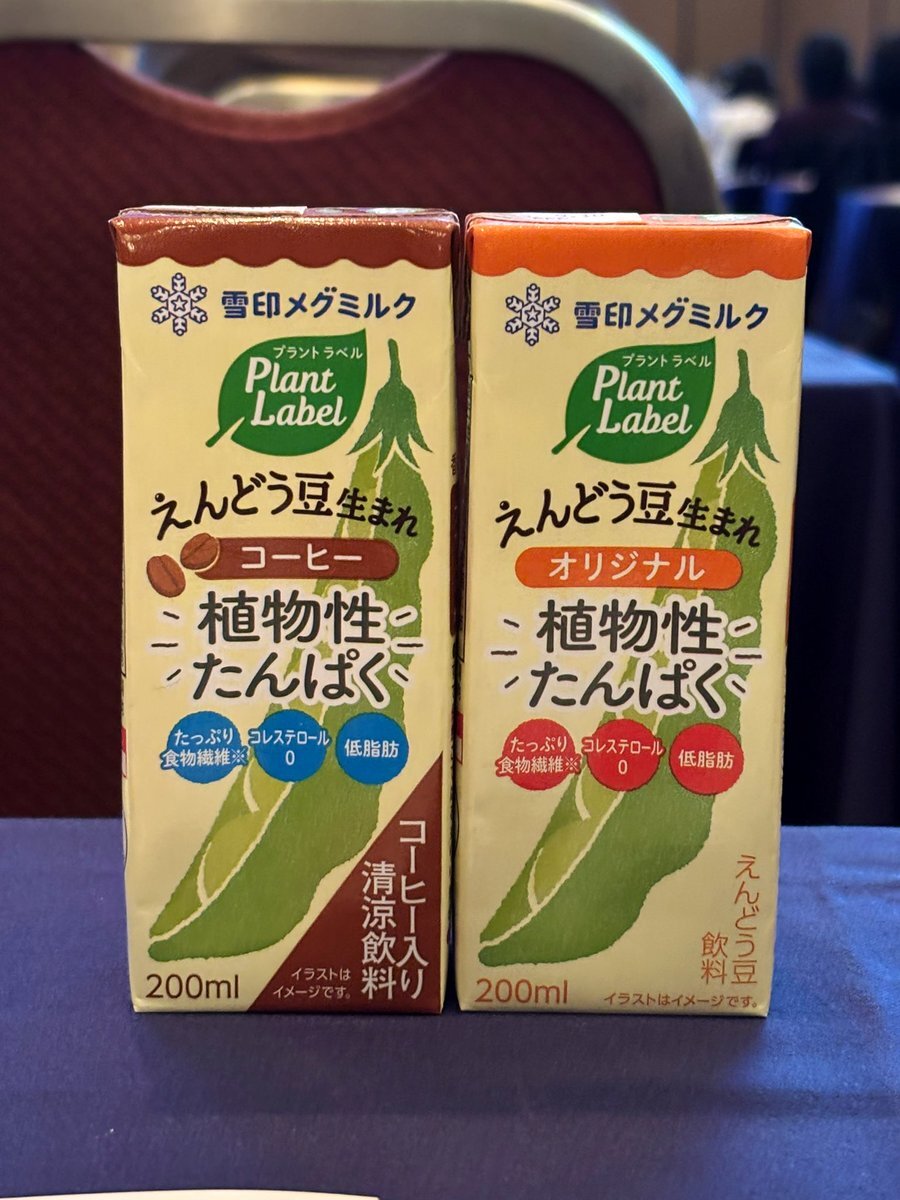 雪印メグミルク
プラントラベル
Plant
Label
えんどう豆生まれ
コーヒー
植物性
たんぱく
たっぷり
食物繊維※
コレステロール
0
低脂肪
コーヒー入り
清涼飲料
200ml
イラストは
イメージです。
雪印メグミルク
プラントラベル
Plant
Label
えんどう豆生まれ
オリジナル
植物性
たんぱく
たっぷり
食物繊維※
コレステロール
0
低脂肪
えんどう豆
飲料
200ml
イラストはイメージです。